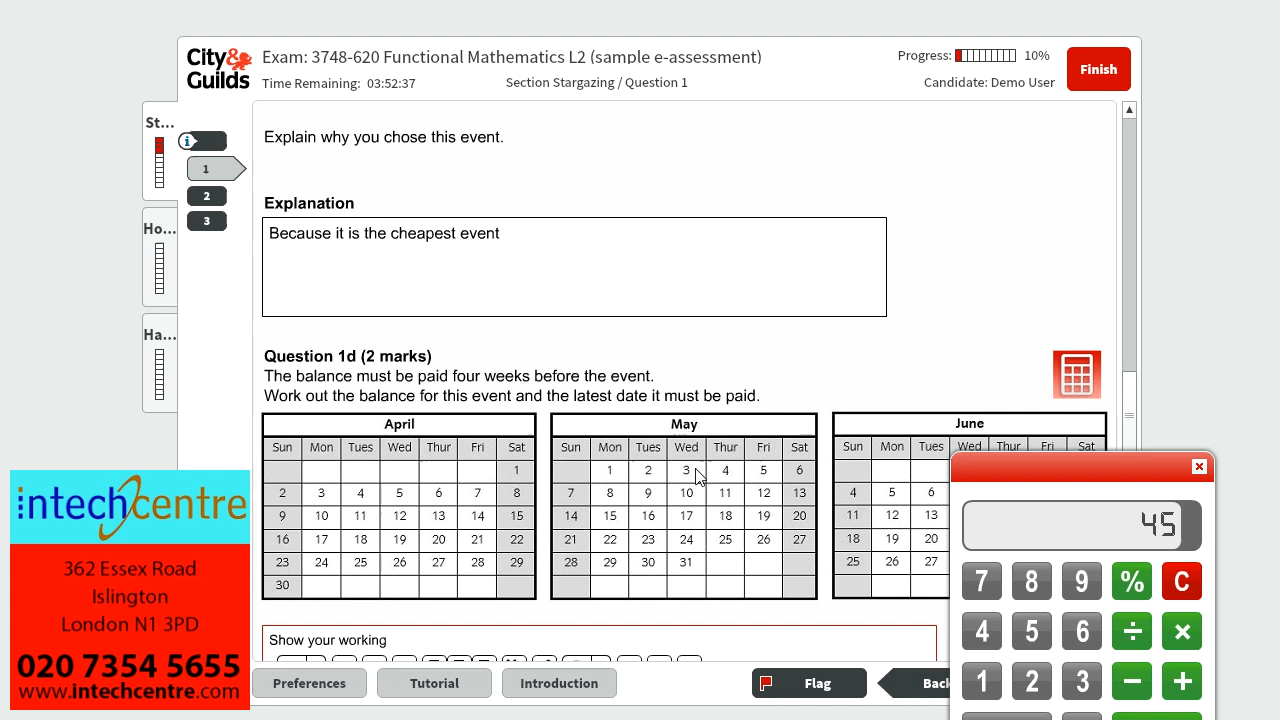 City&
Guilds
Exam: 3748-620 Functional Mathematics L2 (sample e-assessment)
Time Remaining: 03:52:37
Section Stargazing / Question 1
Progress: 10%
Candidate: Demo User
Finish
St...
Ho...
Ha...
i
1
2
3
Explain why you chose this event.
Explanation
Because it is the cheapest event
Question 1d (2 marks)
The balance must be paid four weeks before the event.
Work out the balance for this event and the latest date it must be paid.
April
Sun Mon Tues Wed Thur Fri Sat
1
2 3 4 5 6 7 8
9 10 11 12 13 14 15
16 17 18 19 20 21 22
23 24 25 26 27 28 29
30
May
Sun Mon Tues Wed Thur Fri Sat
1 2 3 4 5 6
7 8 9 10 11 12 13
14 15 16 17 18 19 20
21 22 23 24 25 26 27
28 29 30 31
June
Sun Mon Tues Wed Thur Fri Sat
4 5 6
11 12 13
18 19 20
25 26 27
Show your working
Preferences
Tutorial
Introduction
Flag
Back
45
7 8 9 % C
4 5 6 ÷ ×
1 2 3 − +
intechcentre
362 Essex Road
Islington
London N1 3PD
020 7354 5655
www.intechcentre.com